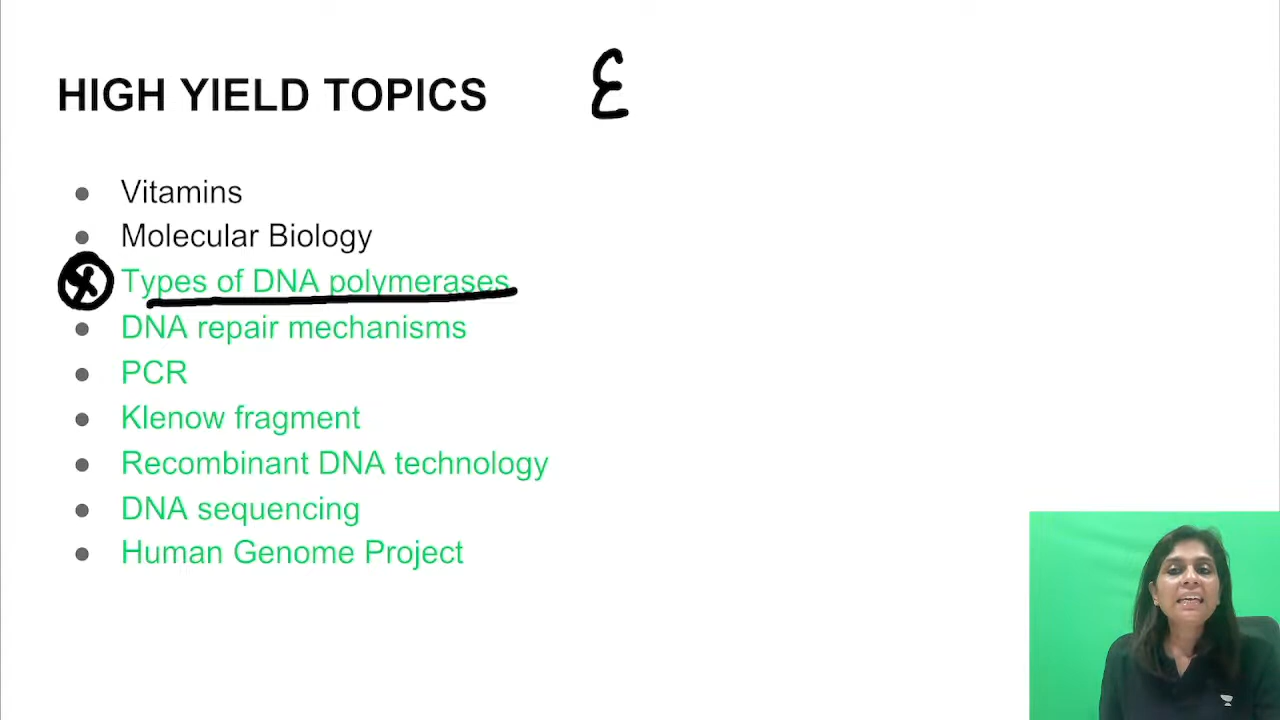 HIGH YIELD TOPICS ε
Vitamins
Molecular Biology
Types of DNA polymerases
DNA repair mechanisms
PCR
Klenow fragment
Recombinant DNA technology
DNA sequencing
Human Genome Project